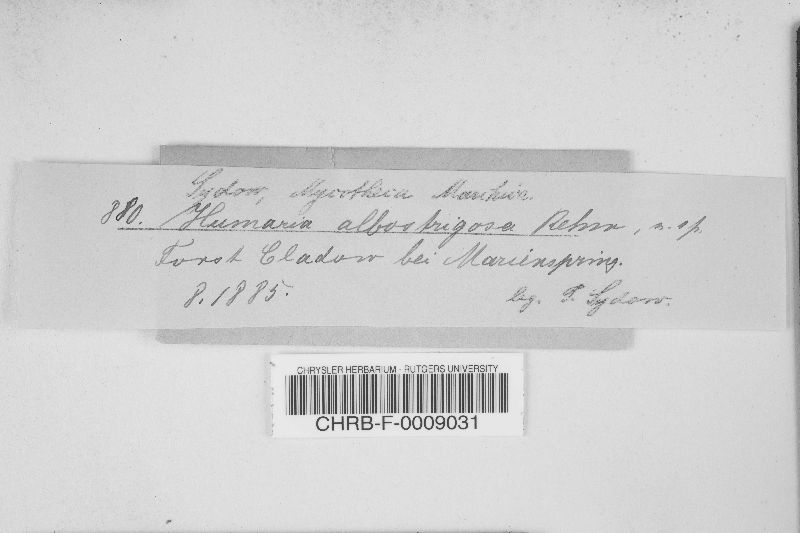 Sydow, Mycotheca Marchica.
880. Humaria albostrigosa Rehm, n. sp.
Forst Cladow bei Marienspring.
8. 1885.
leg. P. Sydow.
CHRYSLER HERBARIUM - RUTGERS UNIVERSITY
CHRB-F-0009031